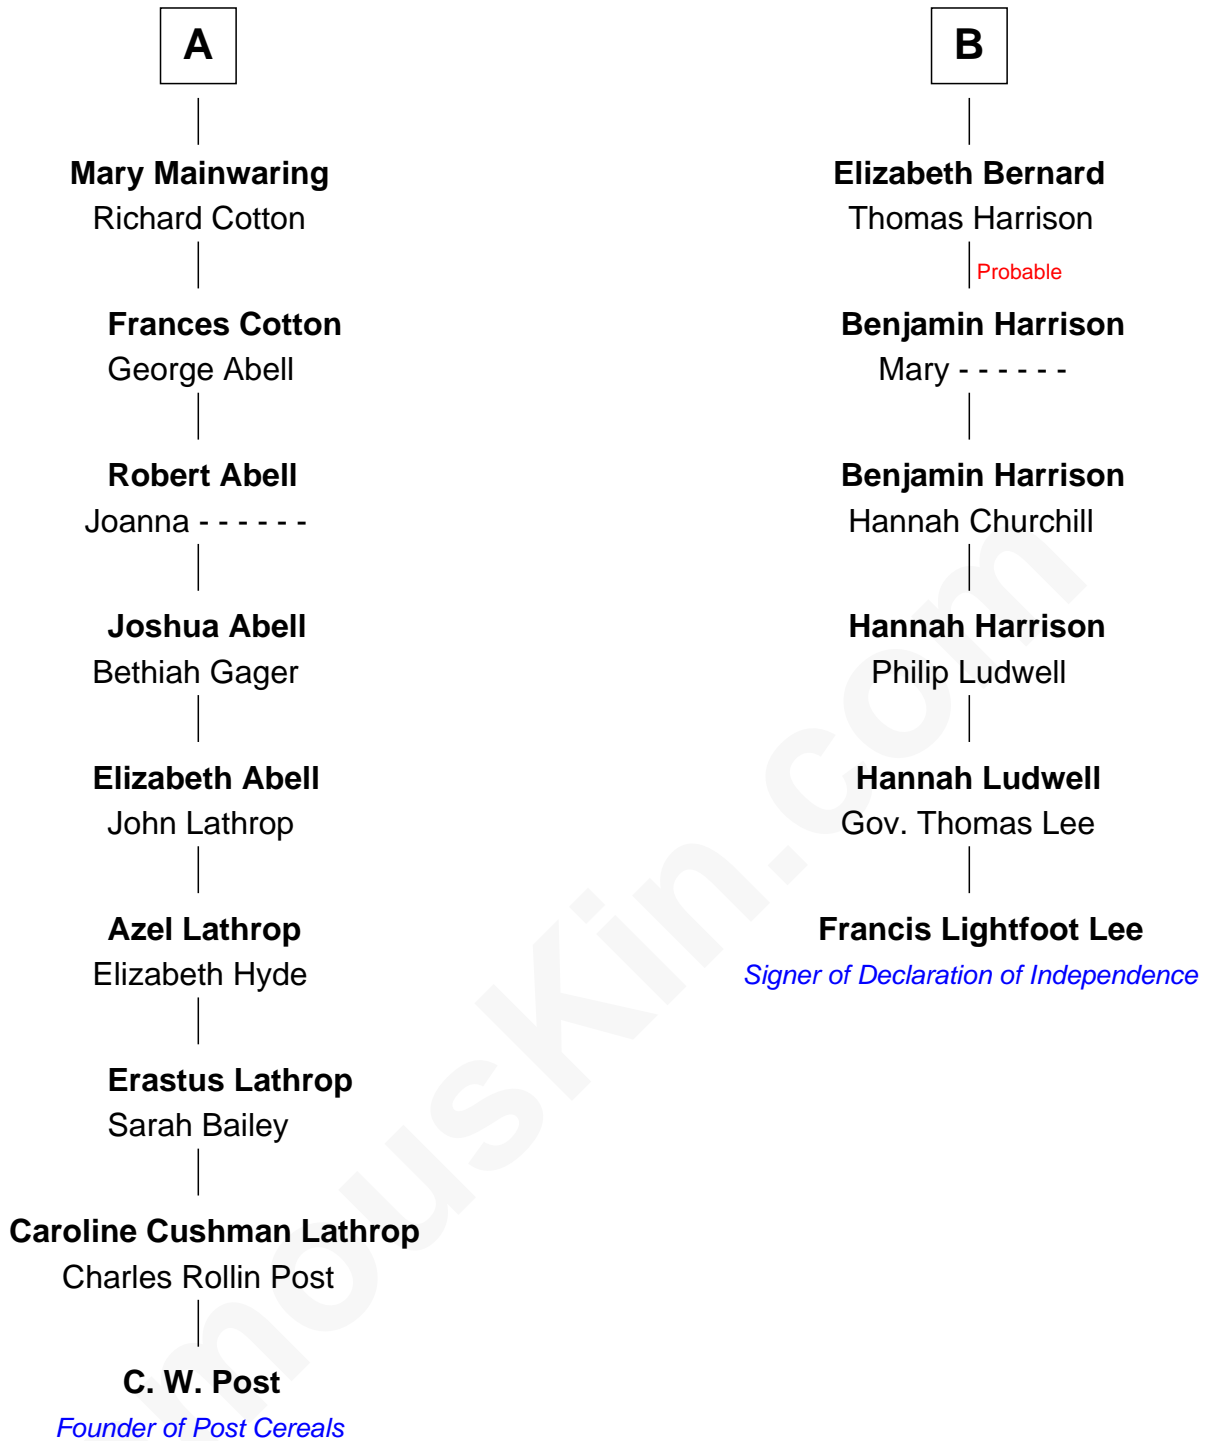 A
Mary Mainwaring
Richard Cotton
Frances Cotton
George Abell
Robert Abell
Joanna - - - - - -
Joshua Abell
Bethiah Gager
Elizabeth Abell
John Lathrop
Azel Lathrop
Elizabeth Hyde
Erastus Lathrop
Sarah Bailey
Caroline Cushman Lathrop
Charles Rollin Post
C. W. Post
Founder of Post Cereals
B
Elizabeth Bernard
Thomas Harrison
Probable
Benjamin Harrison
Mary - - - - - -
Benjamin Harrison
Hannah Churchill
Hannah Harrison
Philip Ludwell
Hannah Ludwell
Gov. Thomas Lee
Francis Lightfoot Lee
Signer of Declaration of Independence
mouskin.com